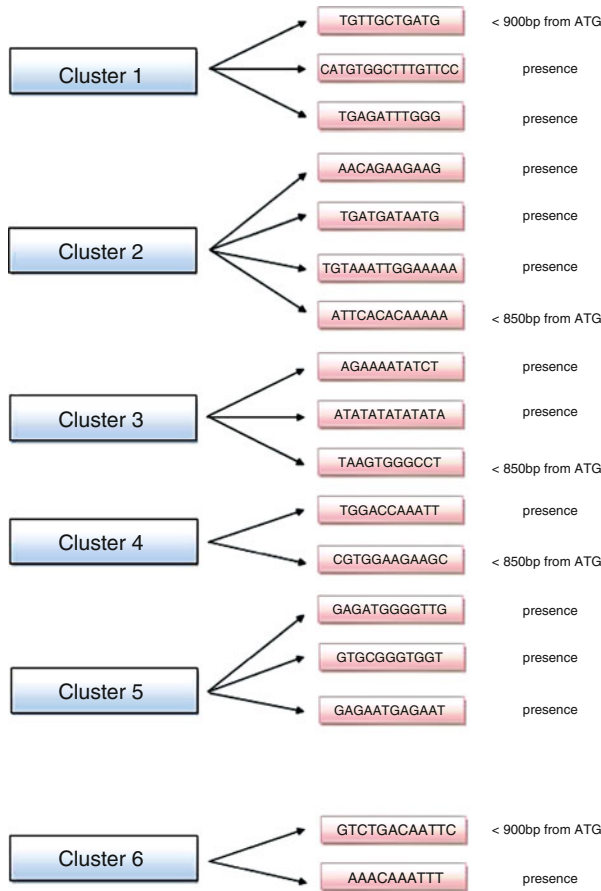 TGTTGCTGATG < 900bp from ATG
Cluster 1 CATGTGGCTTTGTTCC presence
TGAGATTTGGG presence
AACAGAAGAAG presence
TGATGATAATG presence
Cluster 2
TGTAAATTGGAAAAA presence
ATTCACACAAAAA < 850bp from ATG
AGAAAATATCT presence
Cluster 3 ATATATATATATA presence
TAAGTGGGCCT < 850bp from ATG
TGGACCAAATT presence
Cluster 4
CGTGGAAGAAGC < 850bp from ATG
GAGATGGGGTTG presence
GTGCGGGTGGT presence
Cluster 5
GAGAATGAGAAT presence
GTCTGACAATTC < 900bp from ATG
Cluster 6
AAACAAATTT presence